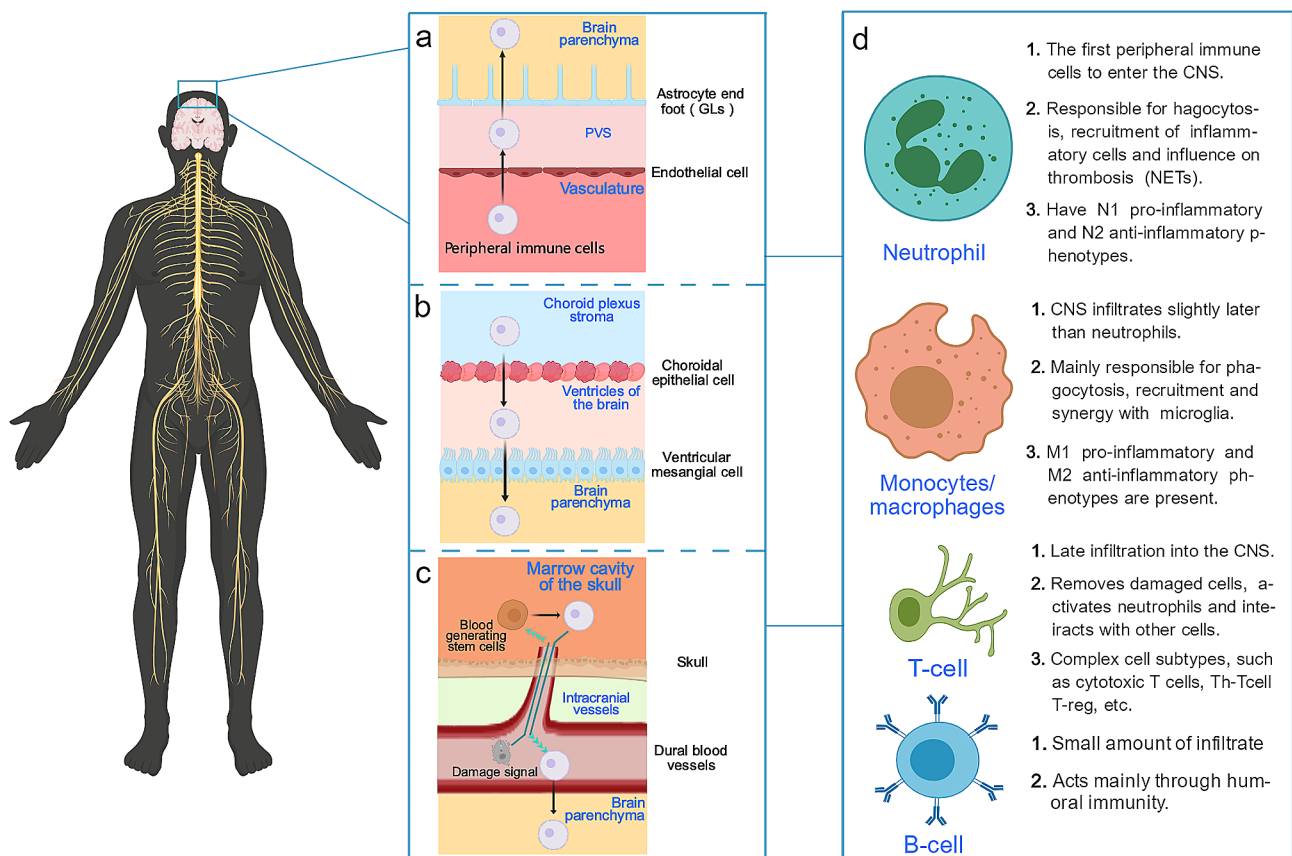 a
Brain
parenchyma
Astrocyte end
foot ( GLs )
PVS
Endothelial cell
Vasculature
Peripheral immune cells
b
Choroid plexus
stroma
Choroidal
epithelial cell
Ventricles of
the brain
Ventricular
mesangial cell
Brain
parenchyma
c
Marrow cavity
of the skull
Blood
generating
stem cells
Skull
Intracranial
vessels
Dural blood
vessels
Damage signal
Brain
parenchyma
d
1. The first peripheral immune
cells to enter the CNS.
2. Responsible for hagocytos-
is, recruitment of inflamm-
atory cells and influence on
thrombosis (NETs).
3. Have N1 pro-inflammatory
and N2 anti-inflammatory p-
henotypes.
Neutrophil
1. CNS infiltrates slightly later
than neutrophils.
2. Mainly responsible for pha-
gocytosis, recruitment and
synergy with microglia.
3. M1 pro-inflammatory and
M2 anti-inflammatory ph-
enotypes are present.
Monocytes/
macrophages
1. Late infiltration into the CNS.
2. Removes damaged cells, a-
ctivates neutrophils and inte-
iracts with other cells.
3. Complex cell subtypes, such
as cytotoxic T cells, Th-Tcell
T-reg, etc.
T-cell
1. Small amount of infiltrate
2. Acts mainly through hum-
oral immunity.
B-cell